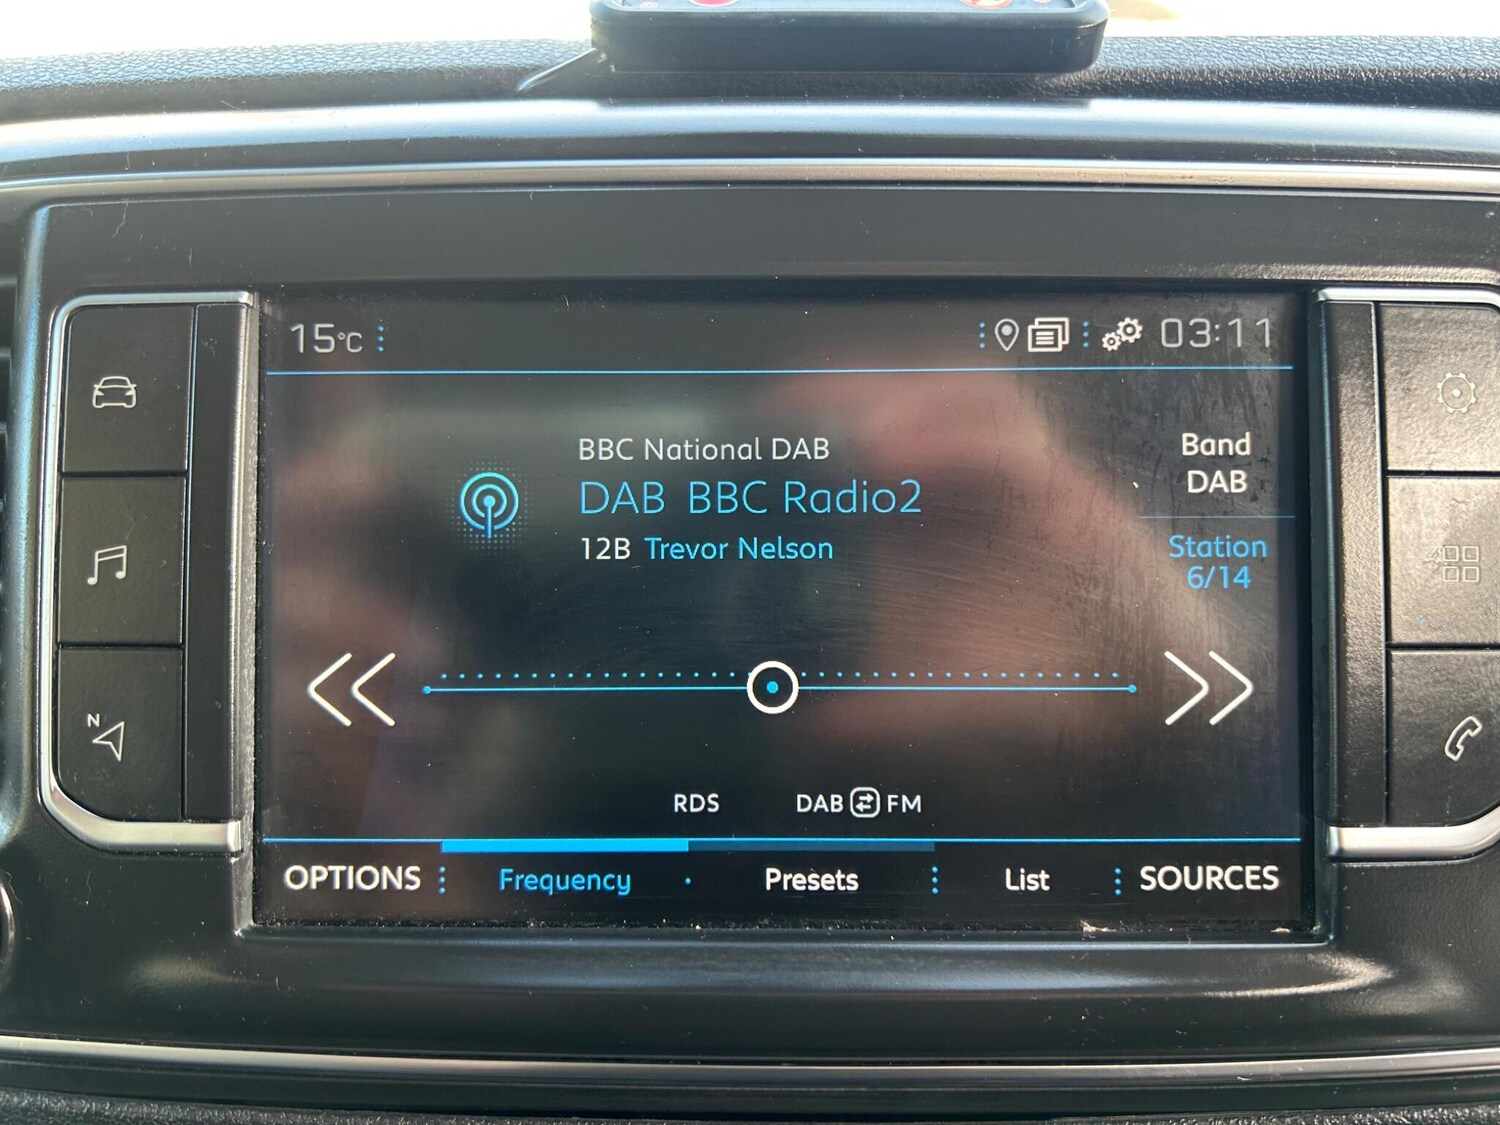 15°C
03:11
BBC National DAB
DAB BBC Radio2
12B Trevor Nelson
Band
DAB
Station
6/14
N
RDS
DAB FM
OPTIONS Frequency Presets List SOURCES